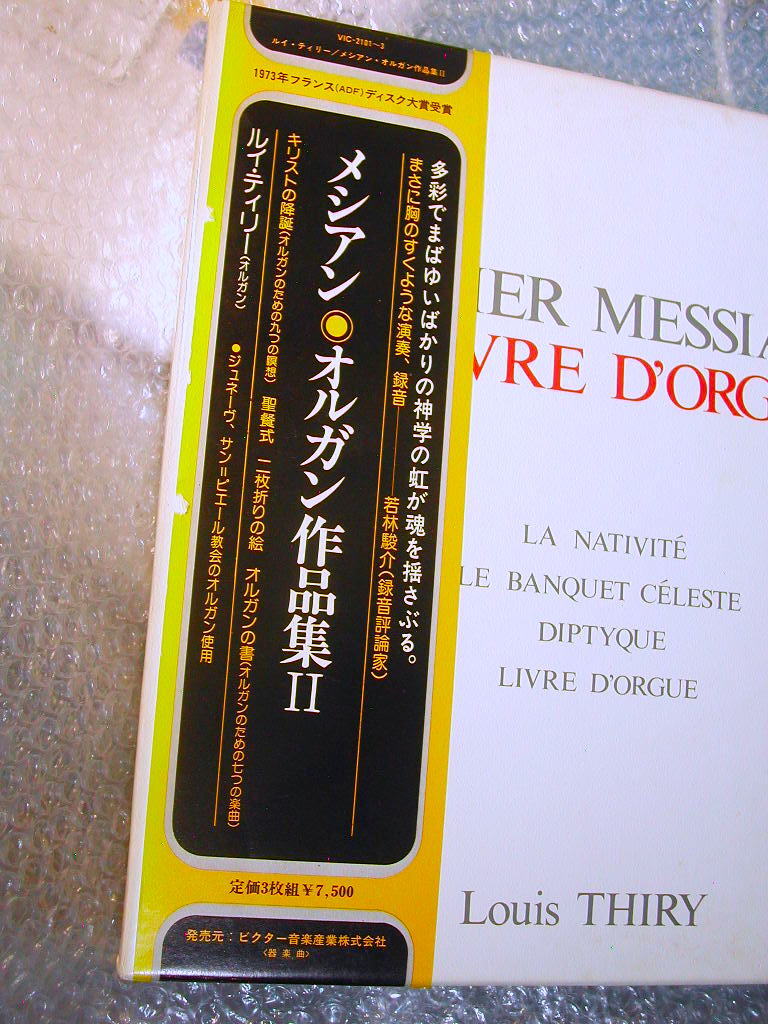 VIC-2101~3
ルイ・ティリー/メシアン・オルガン作品集II
1973年フランス(ADF)ディスク大賞受賞
多彩でまばゆいばかりの神学の虹が魂を揺さぶる。
まさに胸のすくような演奏、録音――若林駿介(録音評論家)
メシアン◉オルガン作品集II
キリストの降誕(オルガンのための九つの瞑想) 聖餐式 二枚折りの絵 オルガンの書(オルガンのための七つの楽曲)
ルイ・ティリー(オルガン)
●ジュネーヴ、サン=ピエール教会のオルガン使用
定価3枚組¥7,500
発売元:ビクター音楽産業株式会社
〈器楽曲〉
IER MESSIA
VRE D'ORG
LA NATIVITÉ
LE BANQUET CÉLESTE
DIPTYQUE
LIVRE D'ORGUE
Louis THIRY